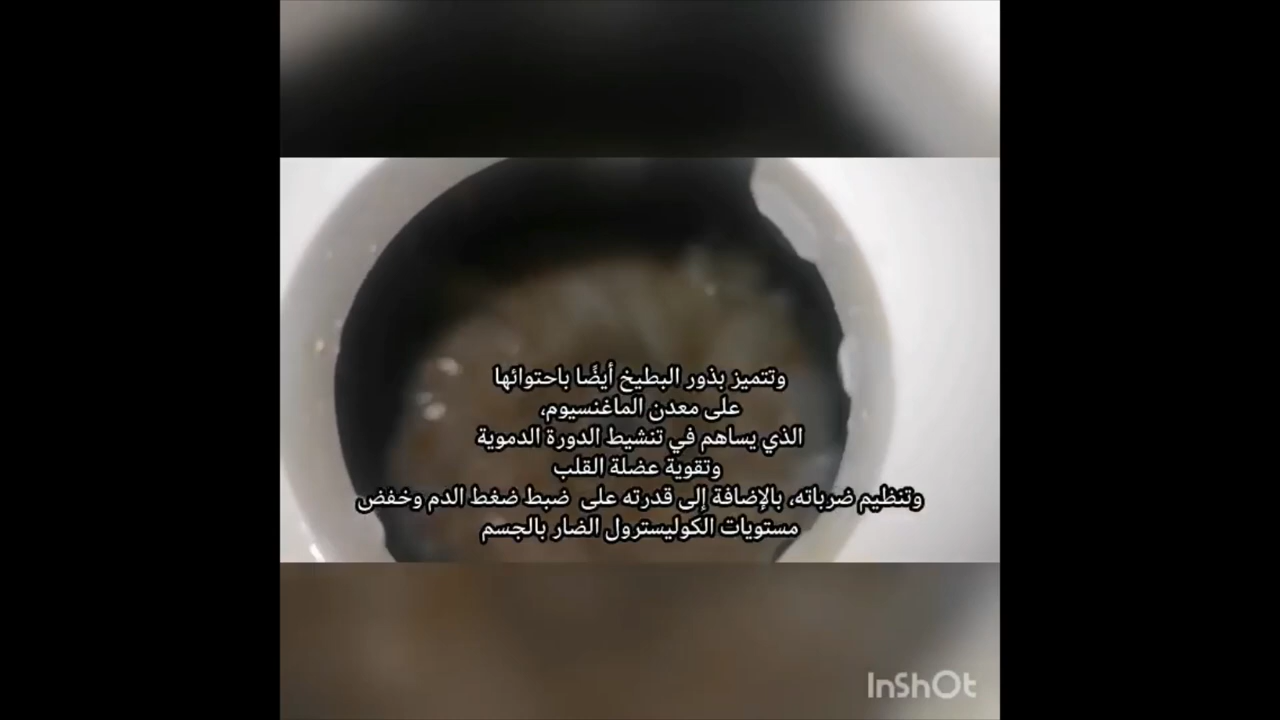 وتتميز بذور البطيخ أيضًا باحتوائها
على معدن الماغنسيوم،
الذي يساهم في تنشيط الدورة الدموية
وتقوية عضلة القلب
وتنظيم ضرباته، بالإضافة إلى قدرته على ضبط ضغط الدم وخفض
مستويات الكوليسترول الضار بالجسم
InShOt